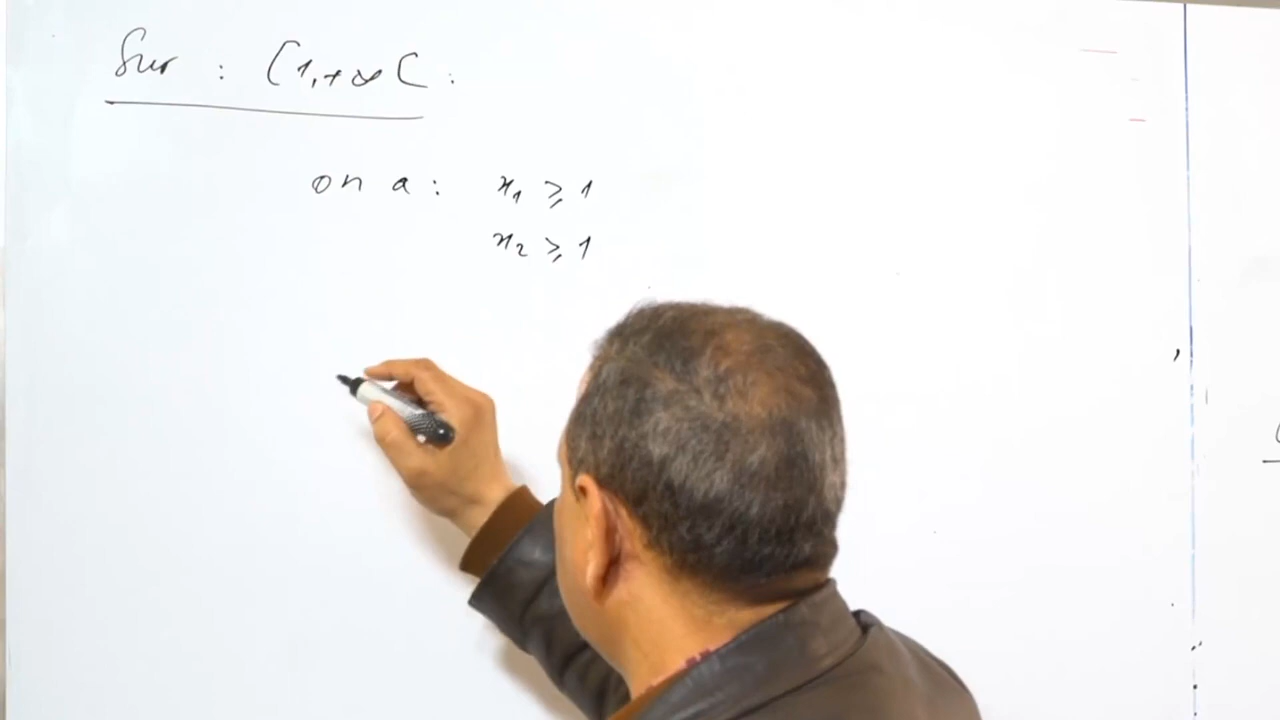 Sur : [1,+∞[ :
on a : x₁ ⩾ 1
x₂ ⩾ 1